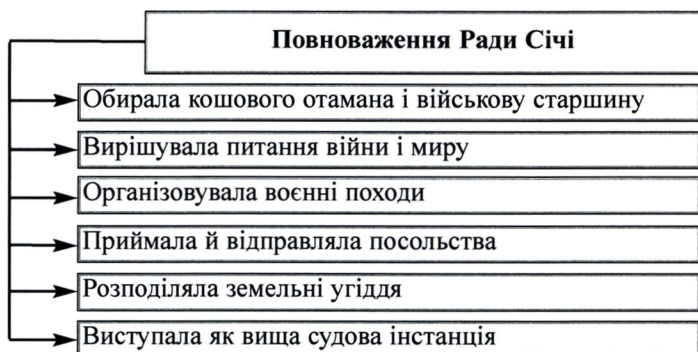 Повноваження Ради Січі
Обирала кошового отамана і військову старшину
Вирішувала питання війни і миру
Організовувала воєнні походи
Приймала й відправляла посольства
Розподіляла земельні угіддя
Виступала як вища судова інстанція